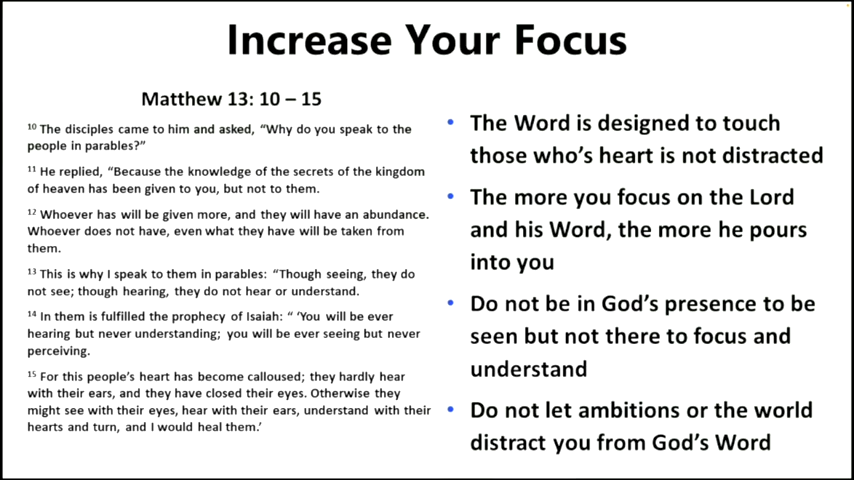 Increase Your Focus
Matthew 13: 10 – 15
10 The disciples came to him and asked, “Why do you speak to the
people in parables?”
11 He replied, “Because the knowledge of the secrets of the kingdom
of heaven has been given to you, but not to them.
12 Whoever has will be given more, and they will have an abundance.
Whoever does not have, even what they have will be taken from
them.
13 This is why I speak to them in parables: “Though seeing, they do
not see; though hearing, they do not hear or understand.
14 In them is fulfilled the prophecy of Isaiah: “ ‘You will be ever
hearing but never understanding; you will be ever seeing but never
perceiving.
15 For this people’s heart has become calloused; they hardly hear
with their ears, and they have closed their eyes. Otherwise they
might see with their eyes, hear with their ears, understand with their
hearts and turn, and I would heal them.’
• The Word is designed to touch
those who’s heart is not distracted
• The more you focus on the Lord
and his Word, the more he pours
into you
• Do not be in God’s presence to be
seen but not there to focus and
understand
• Do not let ambitions or the world
distract you from God’s Word